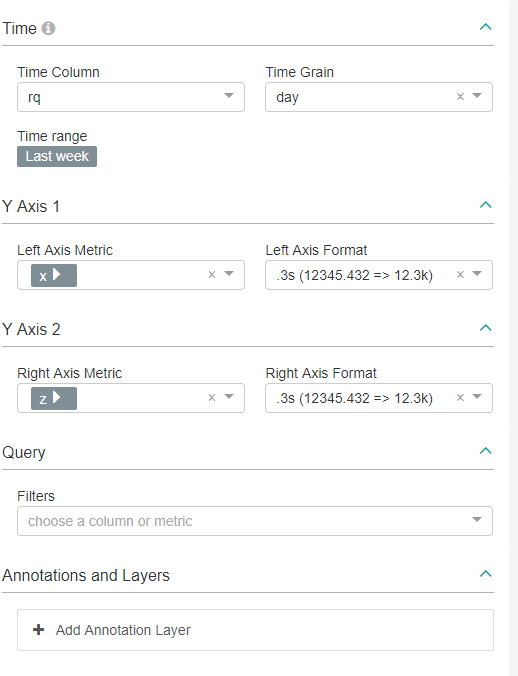 Time
Time Column Time Grain
rq day
Time range
Last week
Y Axis 1
Left Axis Metric Left Axis Format
x .3s (12345.432 => 12.3k)
Y Axis 2
Right Axis Metric Right Axis Format
z .3s (12345.432 => 12.3k)
Query
Filters
choose a column or metric
Annotations and Layers
+ Add Annotation Layer